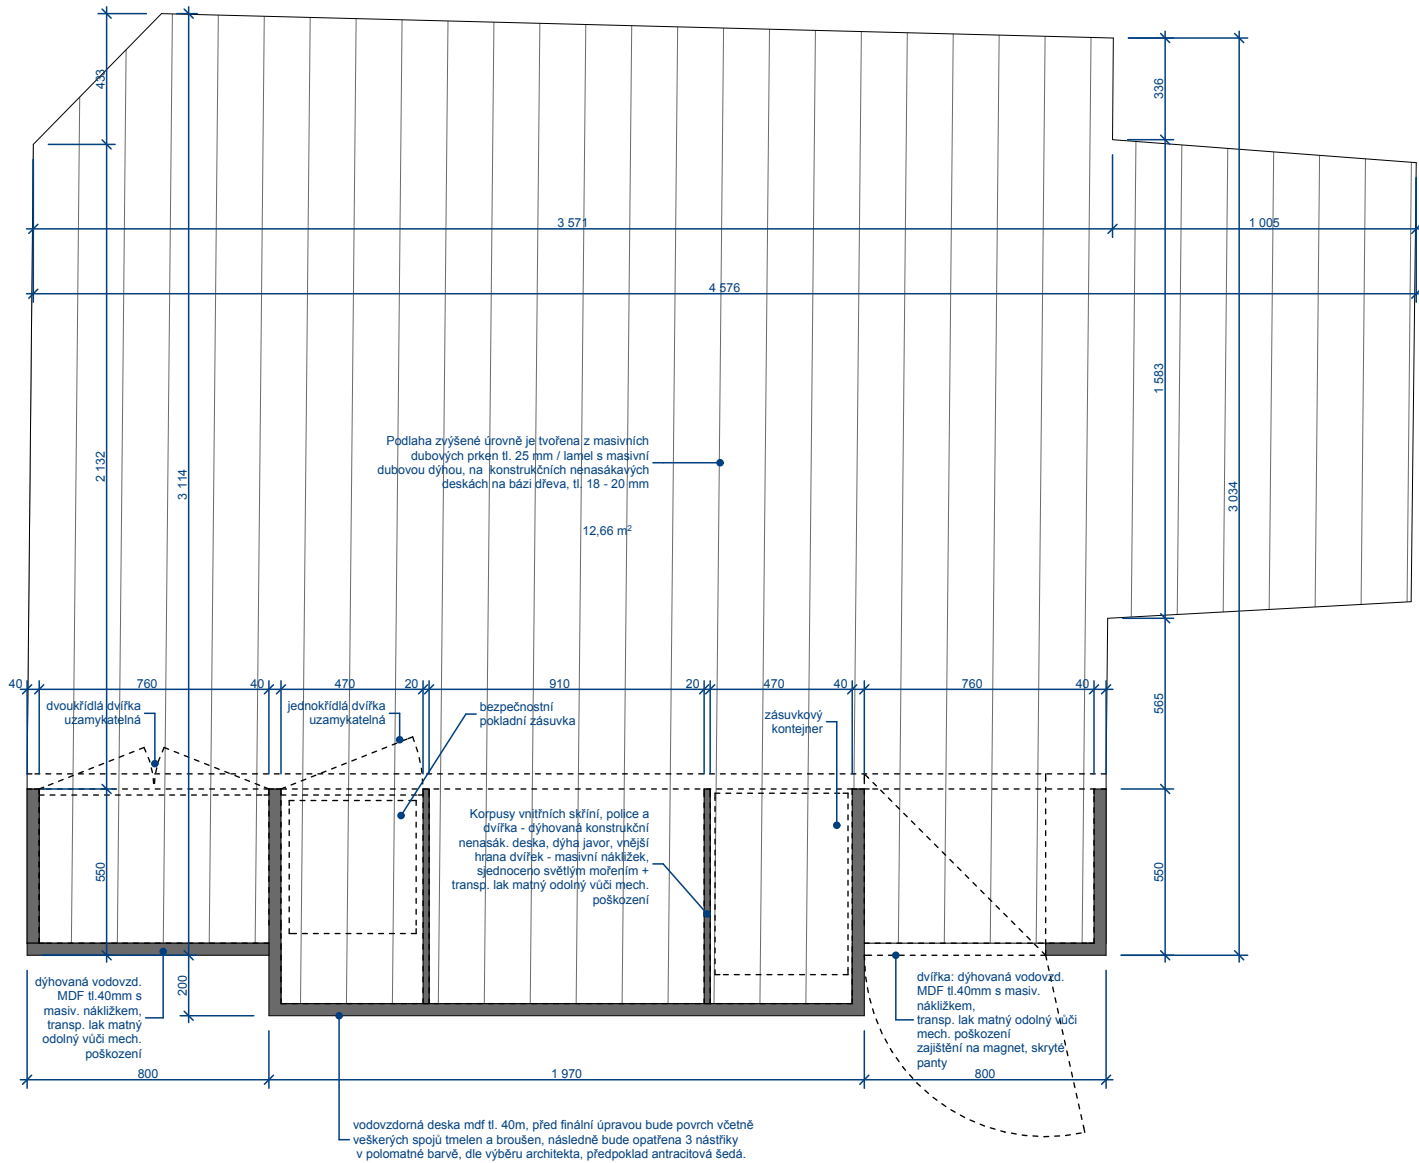 433
336
3 571
1 005
4 576
1 583
2 132
3 114
3 034
Podlaha zvýšené úrovně je tvořena z masivních
dubových prken tl. 25 mm / lamel s masivní
dubovou dýhou, na konstrukčních nenasákavých
deskách na bázi dřeva, tl. 18 - 20 mm
12,66 m²
40
760
40
470
20
910
20
470
40
760
40
565
dvoukřídlá dvířka
uzamykatelná
jednokřídlá dvířka
uzamykatelná
bezpečnostní
pokladní zásuvka
zásuvkový
kontejner
Korpusy vnitřních skříní, police a
dvířka - dýhovaná konstrukční
nenasák. deska, dýha javor, vnější
hrana dvířek - masivní nákližek,
sjednoceno světlým mořením +
transp. lak matný odolný vůči mech.
poškození
550
550
200
dýhovaná vodovzd.
MDF tl.40mm s
masiv. nákližkem,
transp. lak matný
odolný vůči mech.
poškození
dvířka: dýhovaná vodovzd.
MDF tl.40mm s masiv.
nákližkem,
transp. lak matný odolný vůči
mech. poškození
zajištění na magnet, skryté
panty
800
1 970
800
vodovzdorná deska mdf tl. 40m, před finální úpravou bude povrch včetně
veškerých spojů tmelen a broušen, následně bude opatřena 3 nástřiky
v polomatné barvě, dle výběru architekta, předpoklad antracitová šedá.